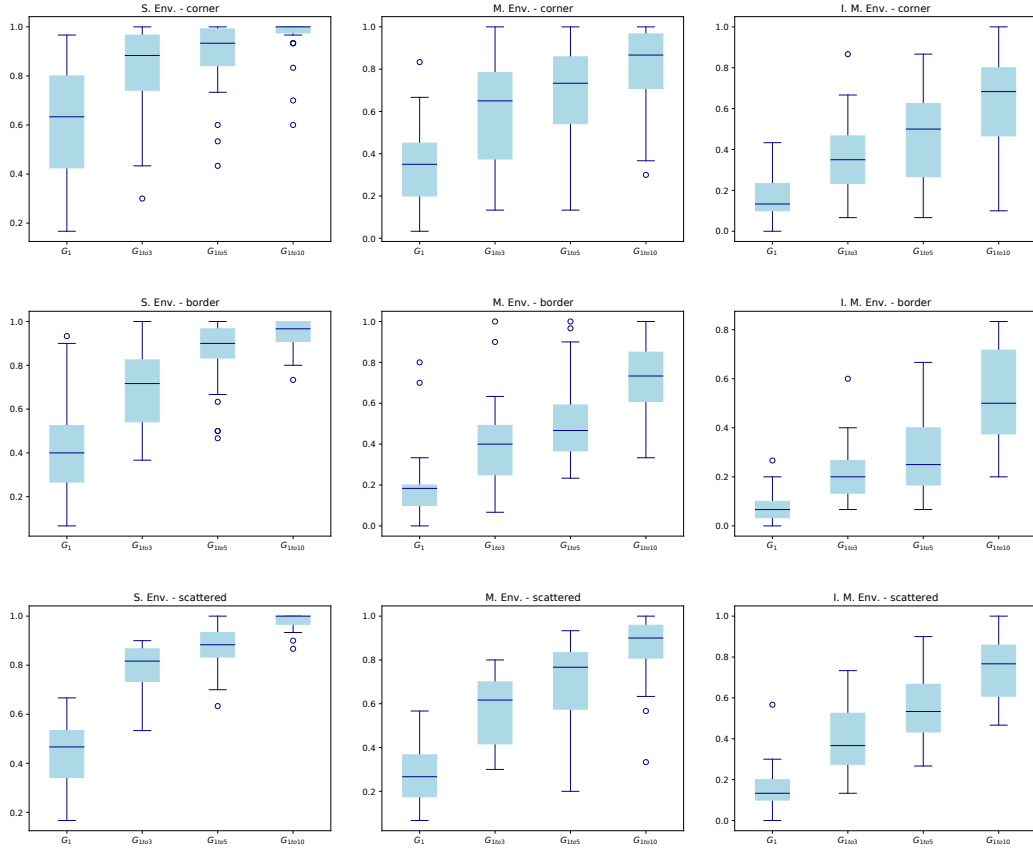 S. Env. - corner
1.0
0.8
0.6
0.4
0.2
G1 G1to3 G1to5 G1to10
M. Env. - corner
1.0
0.8
0.6
0.4
0.2
0.0
G1 G1to3 G1to5 G1to10
I. M. Env. - corner
1.0
0.8
0.6
0.4
0.2
0.0
G1 G1to3 G1to5 G1to10
S. Env. - border
1.0
0.8
0.6
0.4
0.2
G1 G1to3 G1to5 G1to10
M. Env. - border
1.0
0.8
0.6
0.4
0.2
0.0
G1 G1to3 G1to5 G1to10
I. M. Env. - border
0.8
0.6
0.4
0.2
0.0
G1 G1to3 G1to5 G1to10
S. Env. - scattered
1.0
0.8
0.6
0.4
0.2
G1 G1to3 G1to5 G1to10
M. Env. - scattered
1.0
0.8
0.6
0.4
0.2
G1 G1to3 G1to5 G1to10
I. M. Env. - scattered
1.0
0.8
0.6
0.4
0.2
0.0
G1 G1to3 G1to5 G1to10